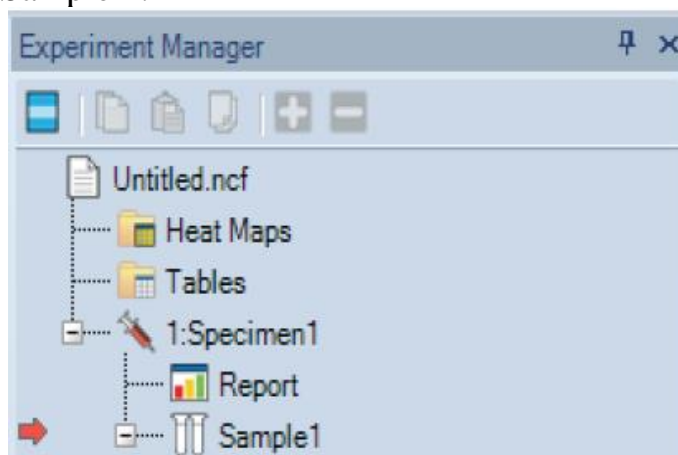 Experiment Manager
Untitled.ncf
Heat Maps
Tables
1:Specimen1
Report
Sample1